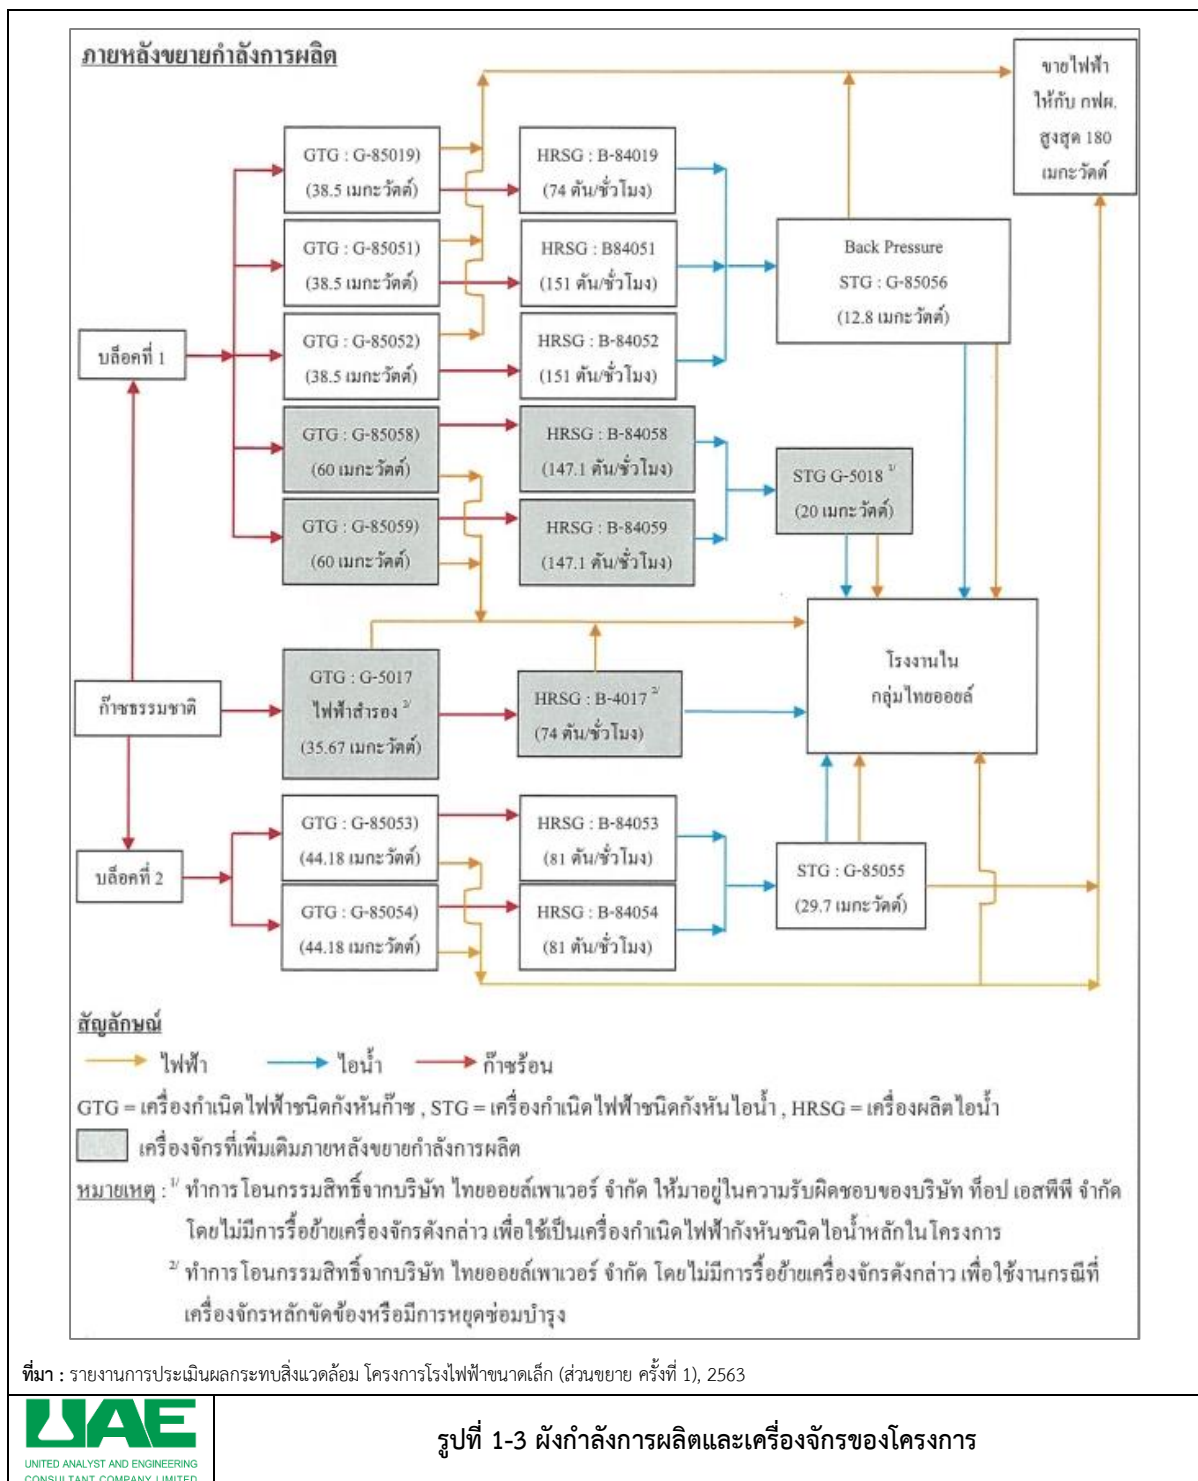 ภายหลังขยายกำลังการผลิต
ขายไฟฟ้า
ให้กับ กฟผ.
สูงสุด 180
เมกะวัตต์
GTG : G-85019)
(38.5 เมกะวัตต์)
HRSG : B-84019
(74 ตัน/ชั่วโมง)
GTG : G-85051)
(38.5 เมกะวัตต์)
HRSG : B84051
(151 ตัน/ชั่วโมง)
Back Pressure
STG : G-85056
(12.8 เมกะวัตต์)
บล็อคที่ 1
GTG : G-85052)
(38.5 เมกะวัตต์)
HRSG : B-84052
(151 ตัน/ชั่วโมง)
GTG : G-85058)
(60 เมกะวัตต์)
HRSG : B-84058
(147.1 ตัน/ชั่วโมง)
STG G-5018 1/
(20 เมกะวัตต์)
GTG : G-85059)
(60 เมกะวัตต์)
HRSG : B-84059
(147.1 ตัน/ชั่วโมง)
โรงงานใน
กลุ่มไทยออยล์
ก๊าซธรรมชาติ
GTG : G-5017
ไฟฟ้าสำรอง 2/
(35.67 เมกะวัตต์)
HRSG : B-4017 2/
(74 ตัน/ชั่วโมง)
GTG : G-85053)
(44.18 เมกะวัตต์)
HRSG : B-84053
(81 ตัน/ชั่วโมง)
บล็อคที่ 2
STG : G-85055
(29.7 เมกะวัตต์)
GTG : G-85054)
(44.18 เมกะวัตต์)
HRSG : B-84054
(81 ตัน/ชั่วโมง)
สัญลักษณ์
ไฟฟ้า ไอน้ำ ก๊าซร้อน
GTG = เครื่องกำเนิดไฟฟ้าชนิดกังหันก๊าซ , STG = เครื่องกำเนิดไฟฟ้าชนิดกังหันไอน้ำ , HRSG = เครื่องผลิตไอน้ำ
เครื่องจักรที่เพิ่มเติมภายหลังขยายกำลังการผลิต
หมายเหตุ : 1/ ทำการโอนกรรมสิทธิ์จากบริษัท ไทยออยล์เพาเวอร์ จำกัด ให้มาอยู่ในความรับผิดชอบของบริษัท ท็อป เอสพีพี จำกัด
โดยไม่มีการรื้อย้ายเครื่องจักรดังกล่าว เพื่อใช้เป็นเครื่องกำเนิดไฟฟ้ากังหันชนิดไอน้ำหลักในโครงการ
2/ ทำการโอนกรรมสิทธิ์จากบริษัท ไทยออยล์เพาเวอร์ จำกัด โดยไม่มีการรื้อย้ายเครื่องจักรดังกล่าว เพื่อใช้งานกรณีที่
เครื่องจักรหลักขัดข้องหรือมีการหยุดซ่อมบำรุง
ที่มา : รายงานการประเมินผลกระทบสิ่งแวดล้อม โครงการโรงไฟฟ้าขนาดเล็ก (ส่วนขยาย ครั้งที่ 1), 2563
UAE
UNITED ANALYST AND ENGINEERING
CONSULTANT COMPANY LIMITED
รูปที่ 1-3 ผังกำลังการผลิตและเครื่องจักรของโครงการ